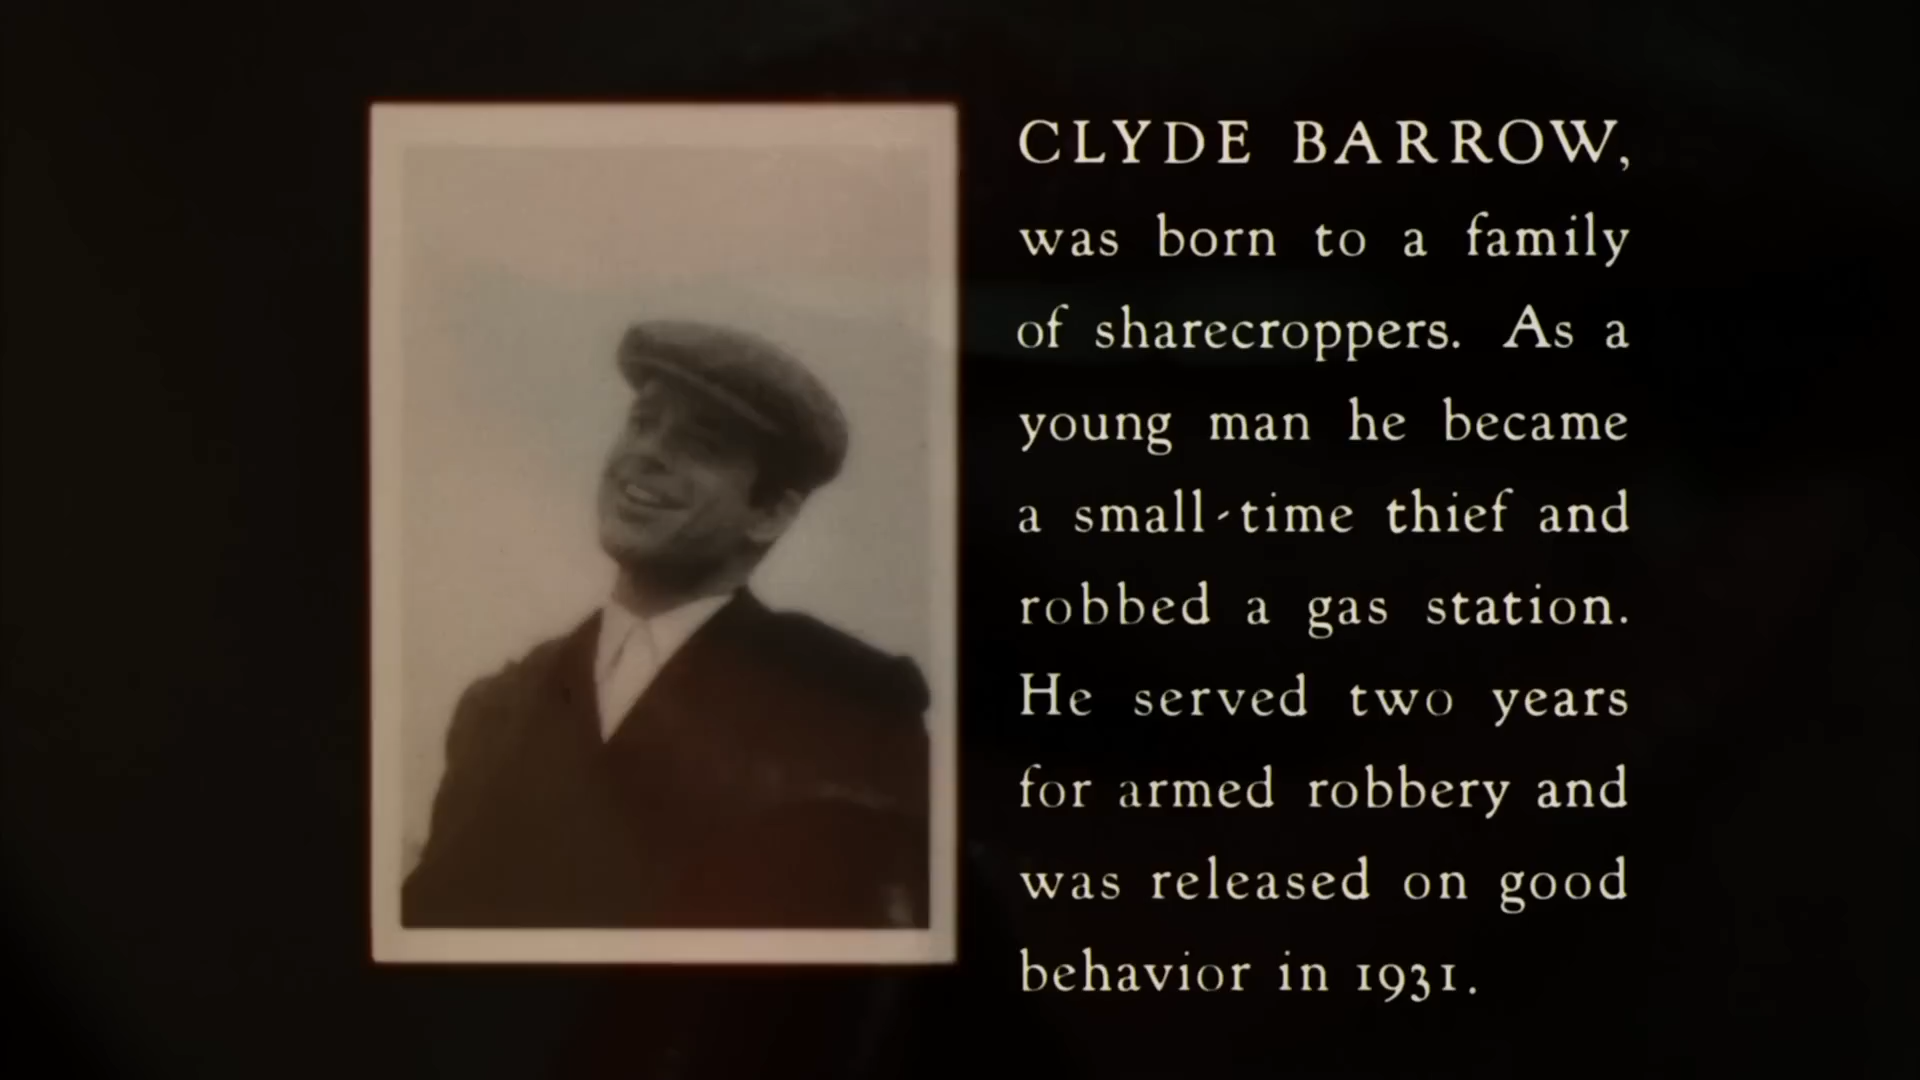 CLYDE BARROW,
was born to a family
of sharecroppers. As a
young man he became
a small-time thief and
robbed a gas station.
He served two years
for armed robbery and
was released on good
behavior in 1931.